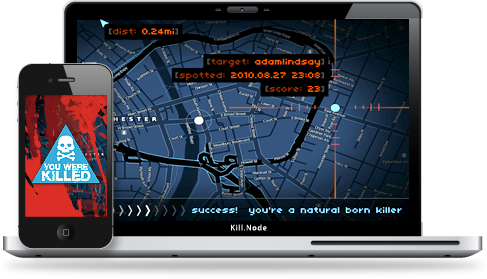 [dist: 0.24mi]
[target: adamlindsay]
[spotted: 2010.08.27 23:08]
[score: 23]
CHESTER
success! you're a natural born killer
YOU WERE
KILLED
Kill.Node